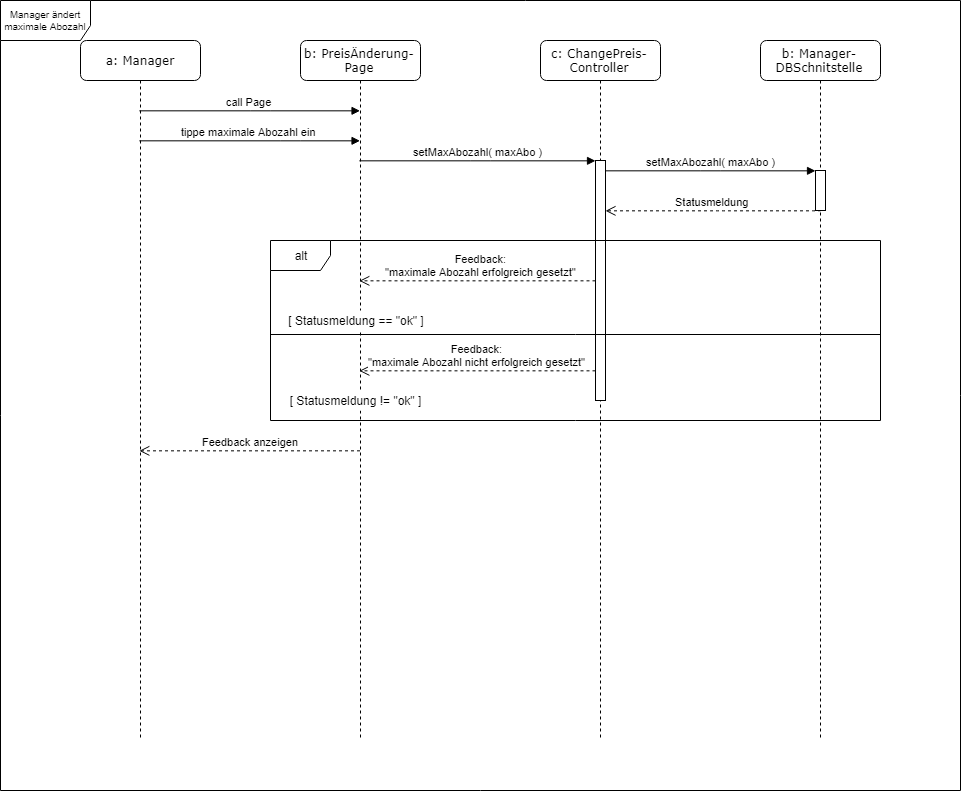 Manager ändert
maximale Abozahl
a: Manager
b: PreisÄnderung-
Page
c: ChangePreis-
Controller
b: Manager-
DBSchnitstelle
call Page
tippe maximale Abozahl ein
setMaxAbozahl( maxAbo )
setMaxAbozahl( maxAbo )
Statusmeldung
alt
Feedback:
"maximale Abozahl erfolgreich gesetzt"
[ Statusmeldung == "ok" ]
Feedback:
"maximale Abozahl nicht erfolgreich gesetzt"
[ Statusmeldung != "ok" ]
Feedback anzeigen